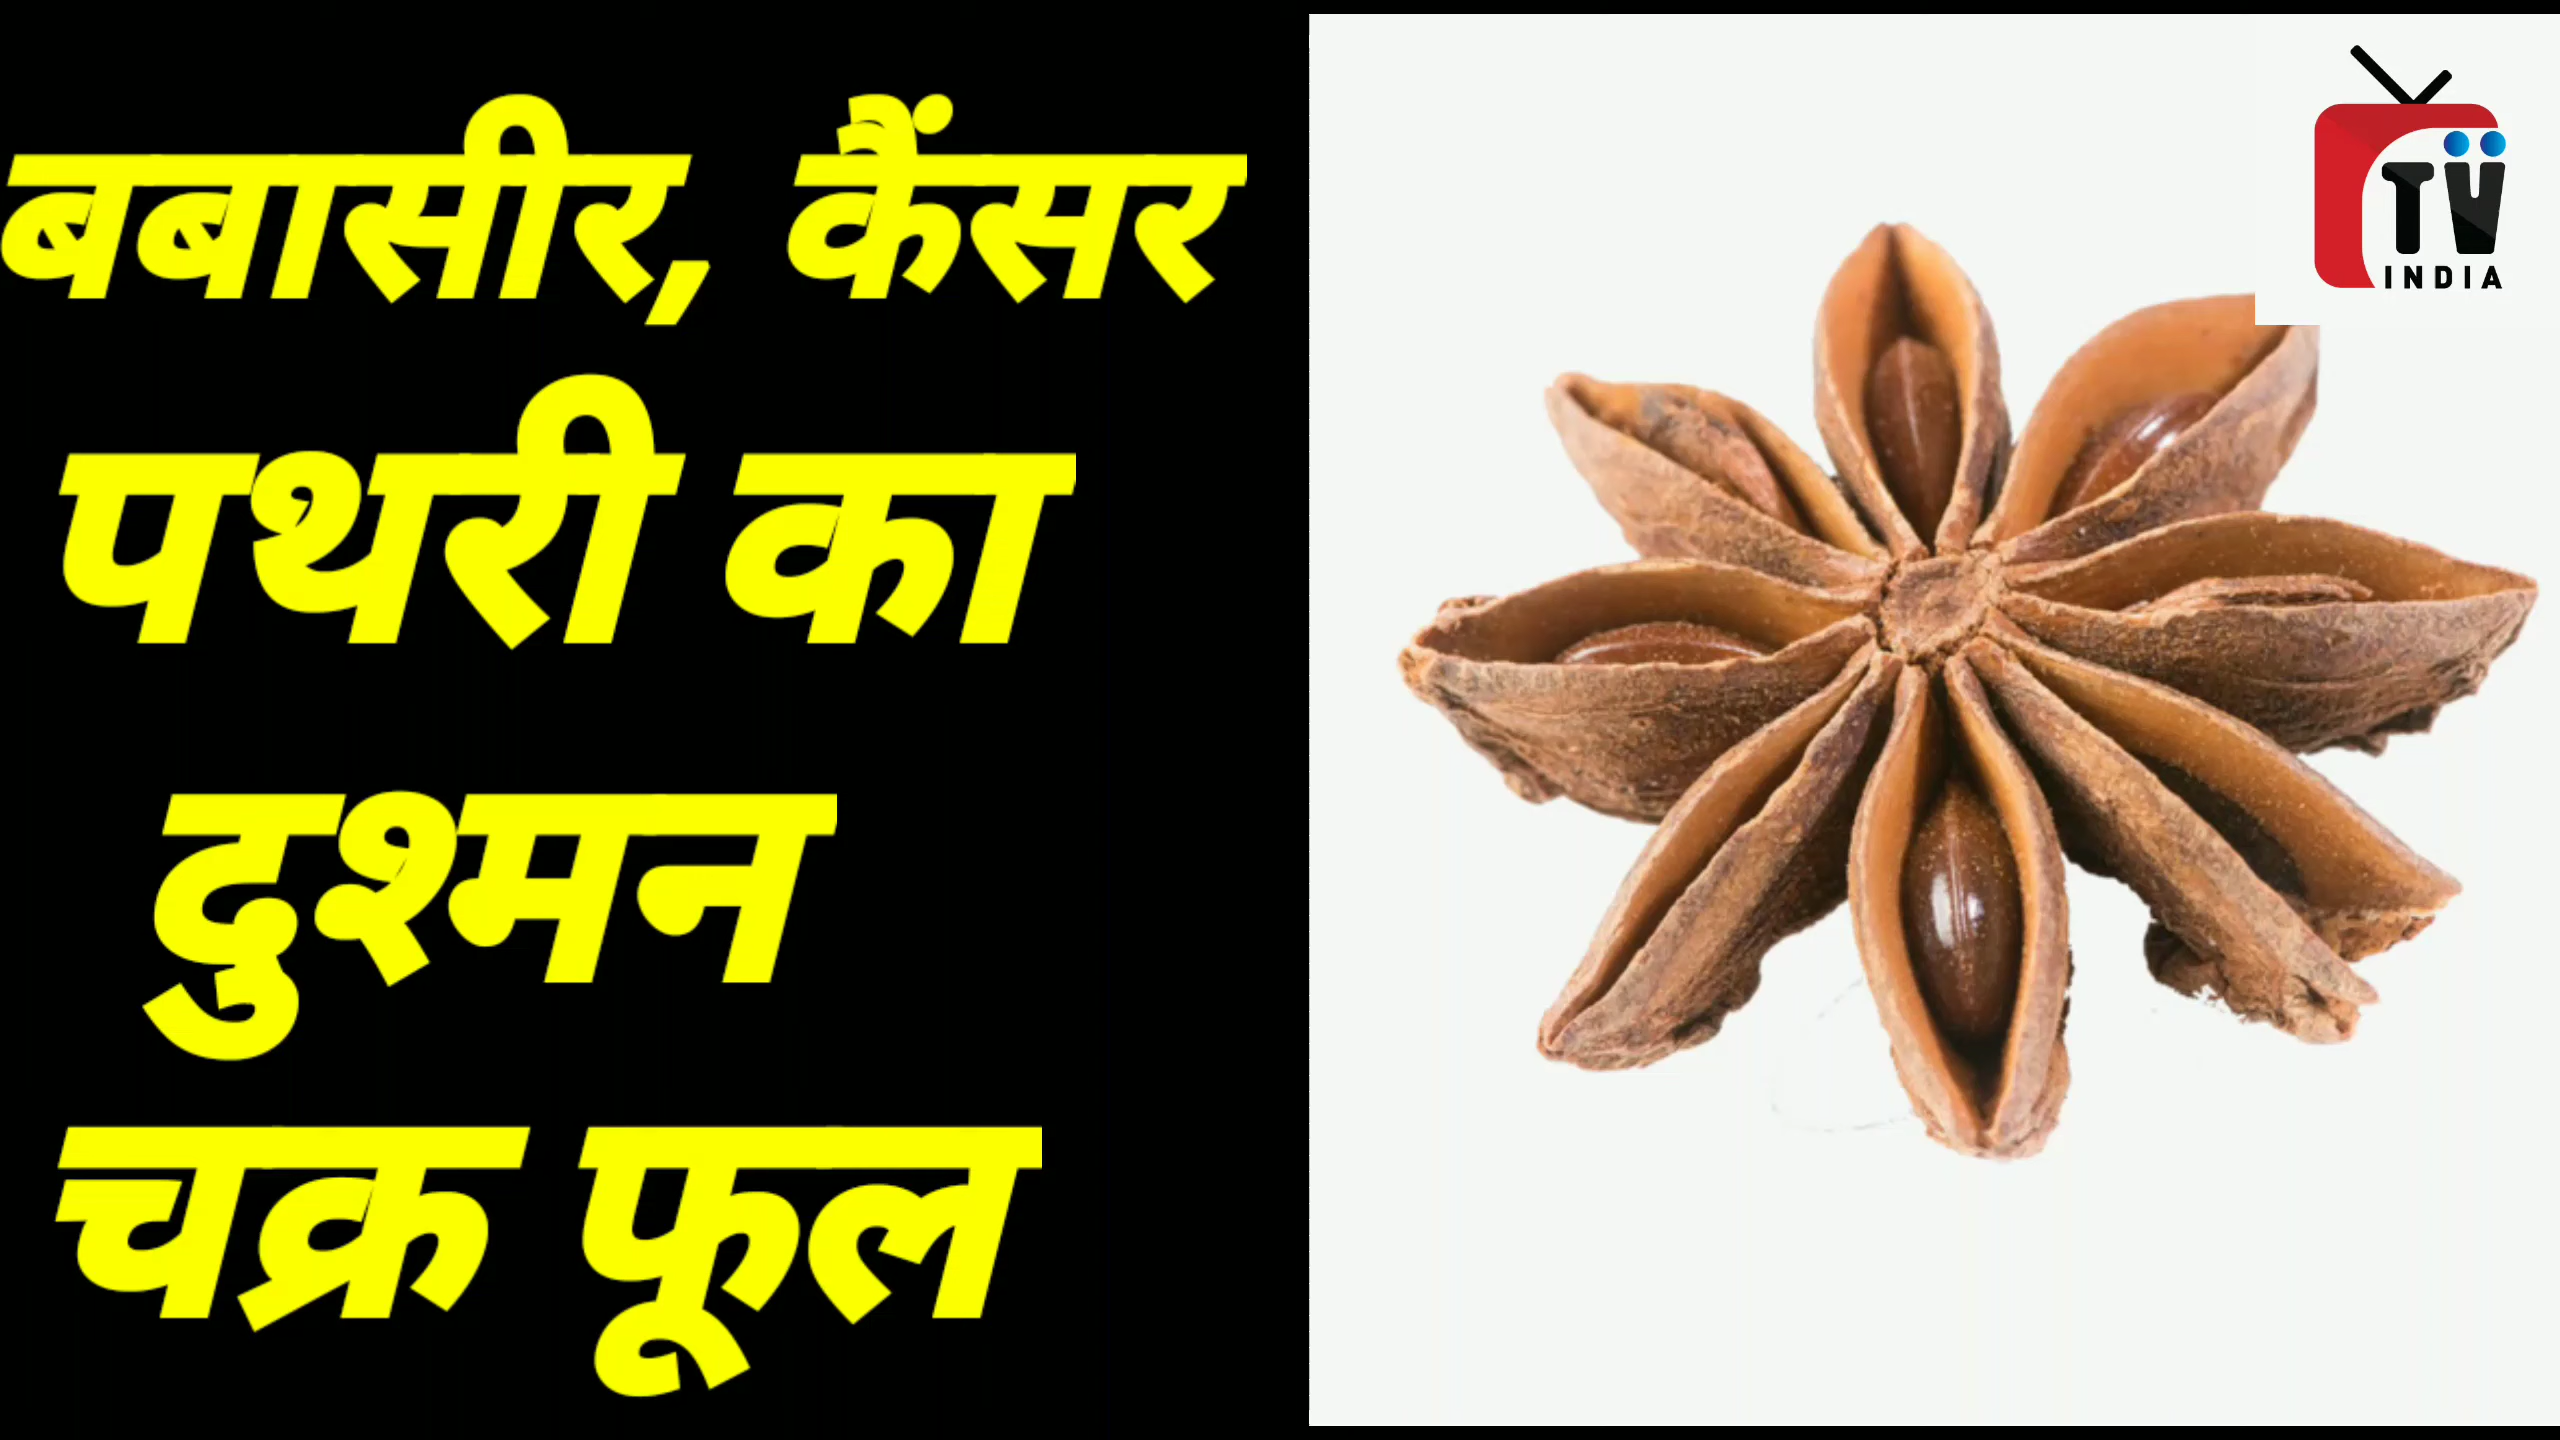 बबासीर, कैंसर
पथरी का
दुश्मन
चक्र फूल
TV
INDIA